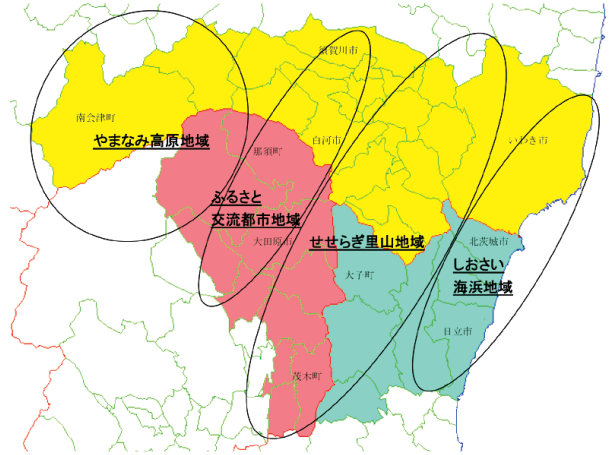 須賀川市
南会津町
やまなみ高原地域
白河市
いわき市
那須町
ふるさと
交流都市地域
大田原市
せせらぎ里山地域
北茨城市
しおさい
海浜地域
大子町
日立市
茂木町